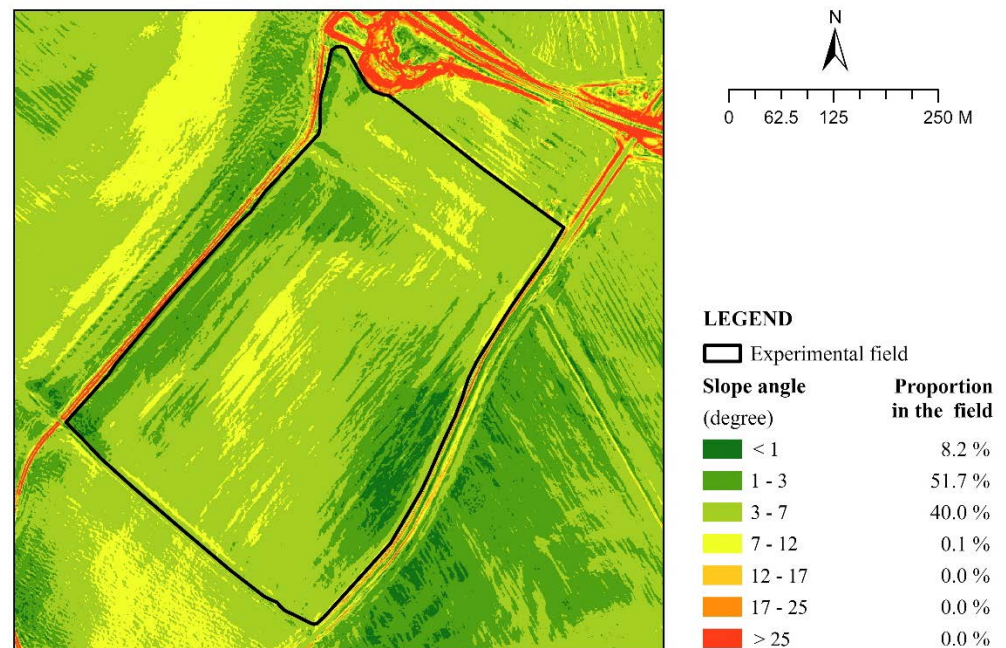 N
0 62.5 125 250 M
LEGEND
Experimental field
Slope angle Proportion
(degree) in the field
< 1 8.2 %
1 - 3 51.7 %
3 - 7 40.0 %
7 - 12 0.1 %
12 - 17 0.0 %
17 - 25 0.0 %
> 25 0.0 %